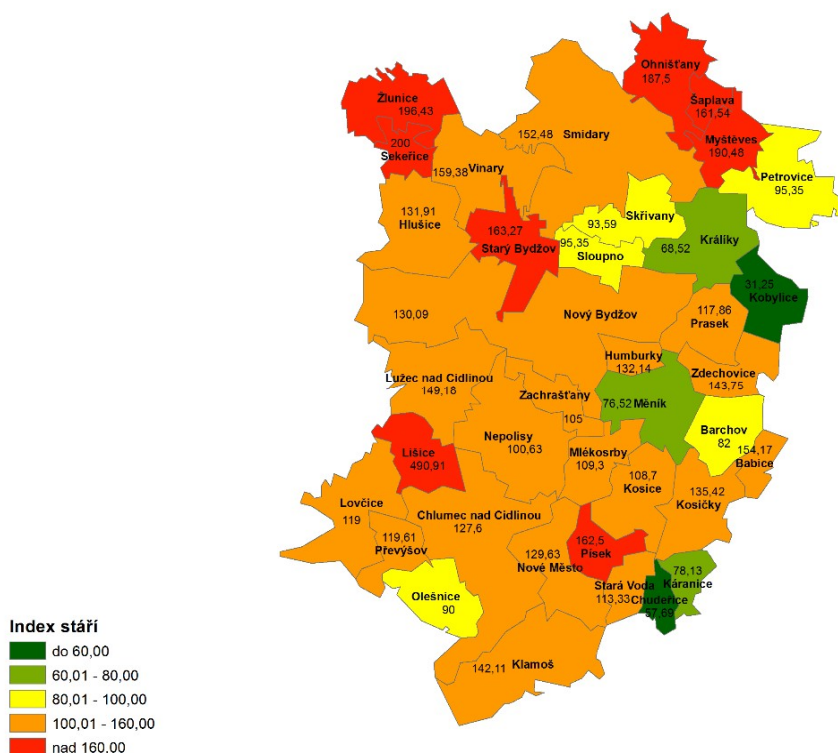 Ohnišťany
187,5
Žlunice
196,43
Šaplava
161,54
152,48
Smidary
200
Sekeřice
Myštěves
190,48
159,38
Vinary
Petrovice
95,35
131,91
Hlušice
163,27
Starý Bydžov
93,59
Skřivany
95,35
Sloupno
Králíky
68,52
31,25
Kobylice
130,09
Nový Bydžov
117,86
Prasek
Humburky
132,14
Zdechovice
143,75
Lužec nad Cidlinou
149,18
Zachrašťany
105
76,52
Měník
Barchov
82
Nepolisy
100,63
Lišice
490,91
Mlékosrby
109,3
154,17
Babice
108,7
Kosice
135,42
Kosičky
Lovčice
119
Chlumec nad Cidlinou
127,6
119,61
Převýšov
129,63
Nové Město
162,5
Písek
78,13
Káranice
Stará Voda
113,33
Chudeřice
57,69
Olešnice
90
142,11
Klamoš
Index stáří
do 60,00
60,01 - 80,00
80,01 - 100,00
100,01 - 160,00
nad 160,00